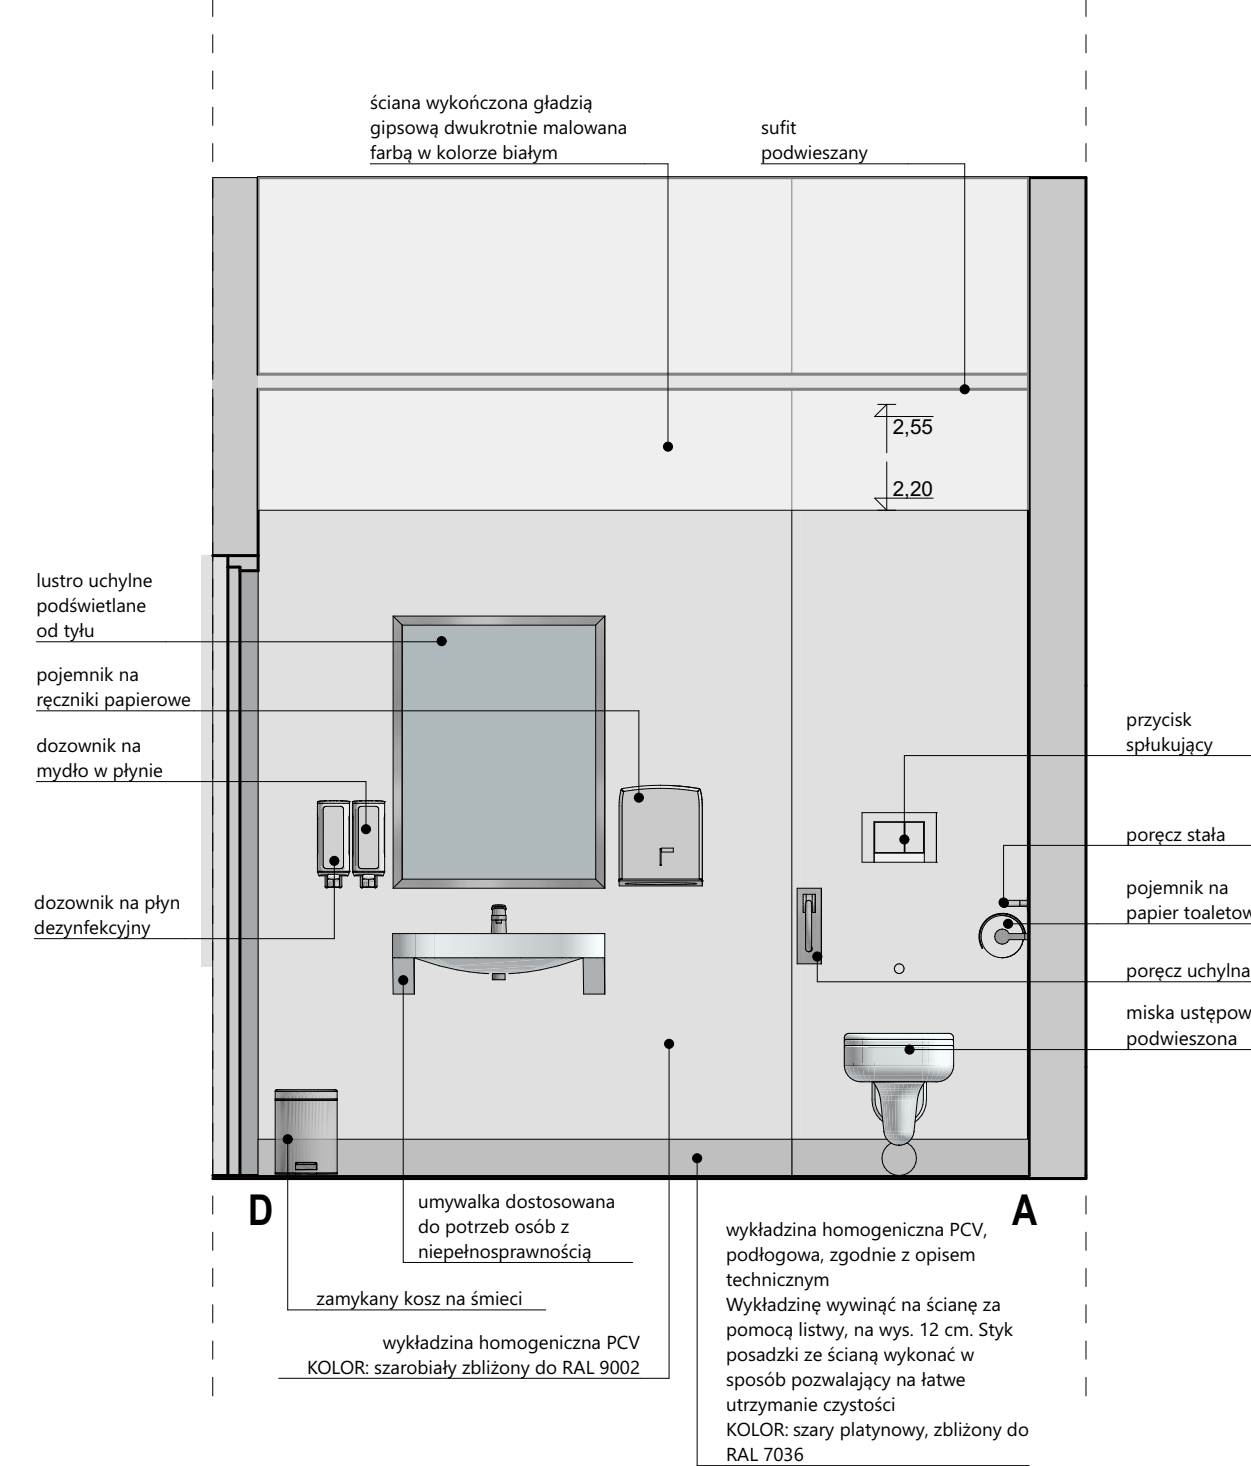 ściana wykończona gładzią
gipsową dwukrotnie malowana
farbą w kolorze białym
sufit
podwieszany
2,55
2,20
lustro uchylne
podświetlane
od tyłu
pojemnik na
ręczniki papierowe
dozownik na
mydło w płynie
dozownik na płyn
dezynfekcyjny
przycisk
spłukujący
poręcz stała
pojemnik na
papier toaletow
poręcz uchylna
miska ustępow
podwieszona
D
A
umywalka dostosowana
do potrzeb osób z
niepełnosprawnością
zamykany kosz na śmieci
wykładzina homogeniczna PCV
KOLOR: szarobiały zbliżony do RAL 9002
wykładzina homogeniczna PCV,
podłogowa, zgodnie z opisem
technicznym
Wykładzinę wywinąć na ścianę za
pomocą listwy, na wys. 12 cm. Styk
posadzki ze ścianą wykonać w
sposób pozwalający na łatwe
utrzymanie czystości
KOLOR: szary platynowy, zbliżony do
RAL 7036